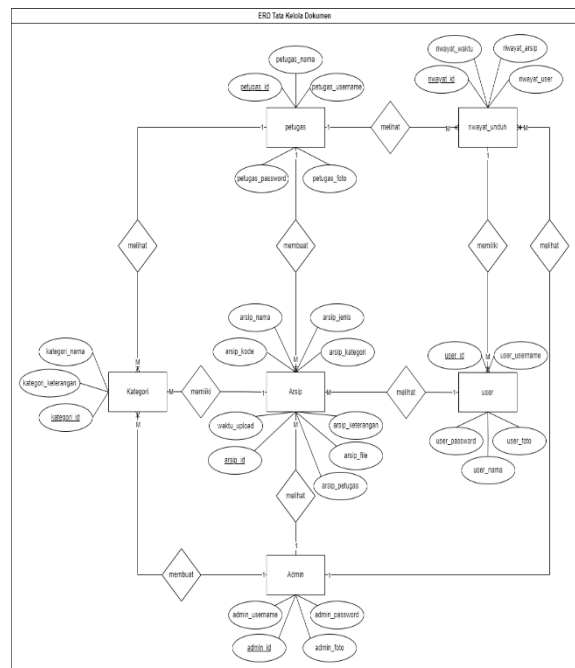 ERD Tata Kelola Dokumen
petugas_nama
riwayat_waktu
riwayat_arsip
petugas_id
petugas_username
riwayat_id
riwayat_user
petugas
1
1
melihat
M
riwayat_unduh
M
1
1
petugas_password
petugas_foto
melihat
membuat
memiliki
melihat
arsip_nama
arsip_jenis
kategori_nama
arsip_kode
arsip_kategori
user_id
user_username
M
M
M
kategori_keterangan
Kategori
M
memiliki
1
Arsip
M
melihat
1
user
kategori_id
waktu_upload
arsip_keterangan
M
M
user_password
user_foto
arsip_id
arsip_file
user_nama
arsip_petugas
melihat
1
M
membuat
1
Admin
1
admin_username
admin_password
admin_id
admin_foto